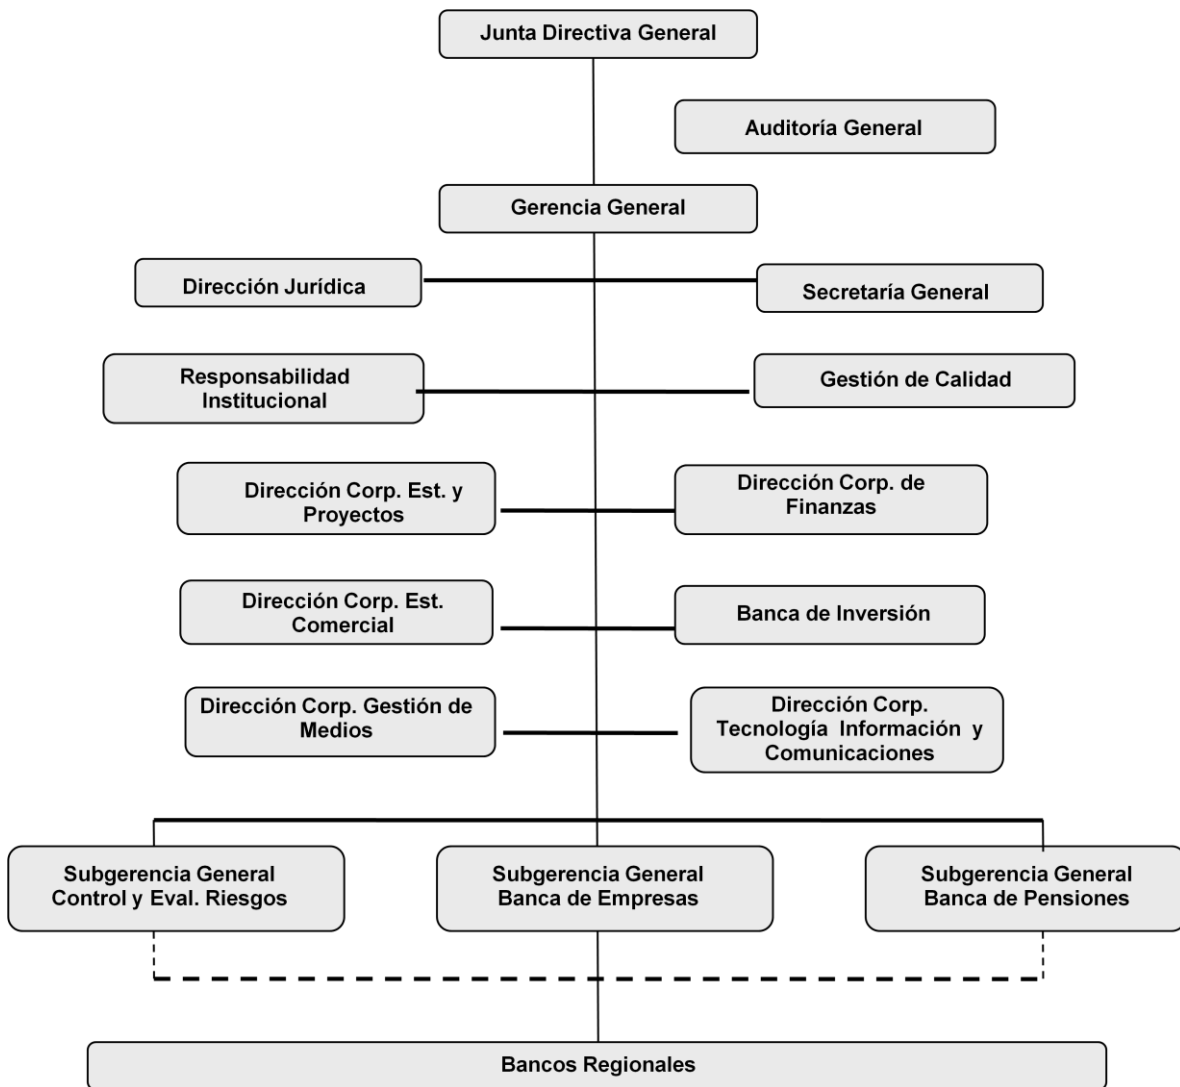 Junta Directiva General
Auditoría General
Gerencia General
Dirección Jurídica
Secretaría General
Responsabilidad
Institucional
Gestión de Calidad
Dirección Corp. Est. y
Proyectos
Dirección Corp. de
Finanzas
Dirección Corp. Est.
Comercial
Banca de Inversión
Dirección Corp. Gestión de
Medios
Dirección Corp.
Tecnología Información y
Comunicaciones
Subgerencia General
Control y Eval. Riesgos
Subgerencia General
Banca de Empresas
Subgerencia General
Banca de Pensiones
Bancos Regionales